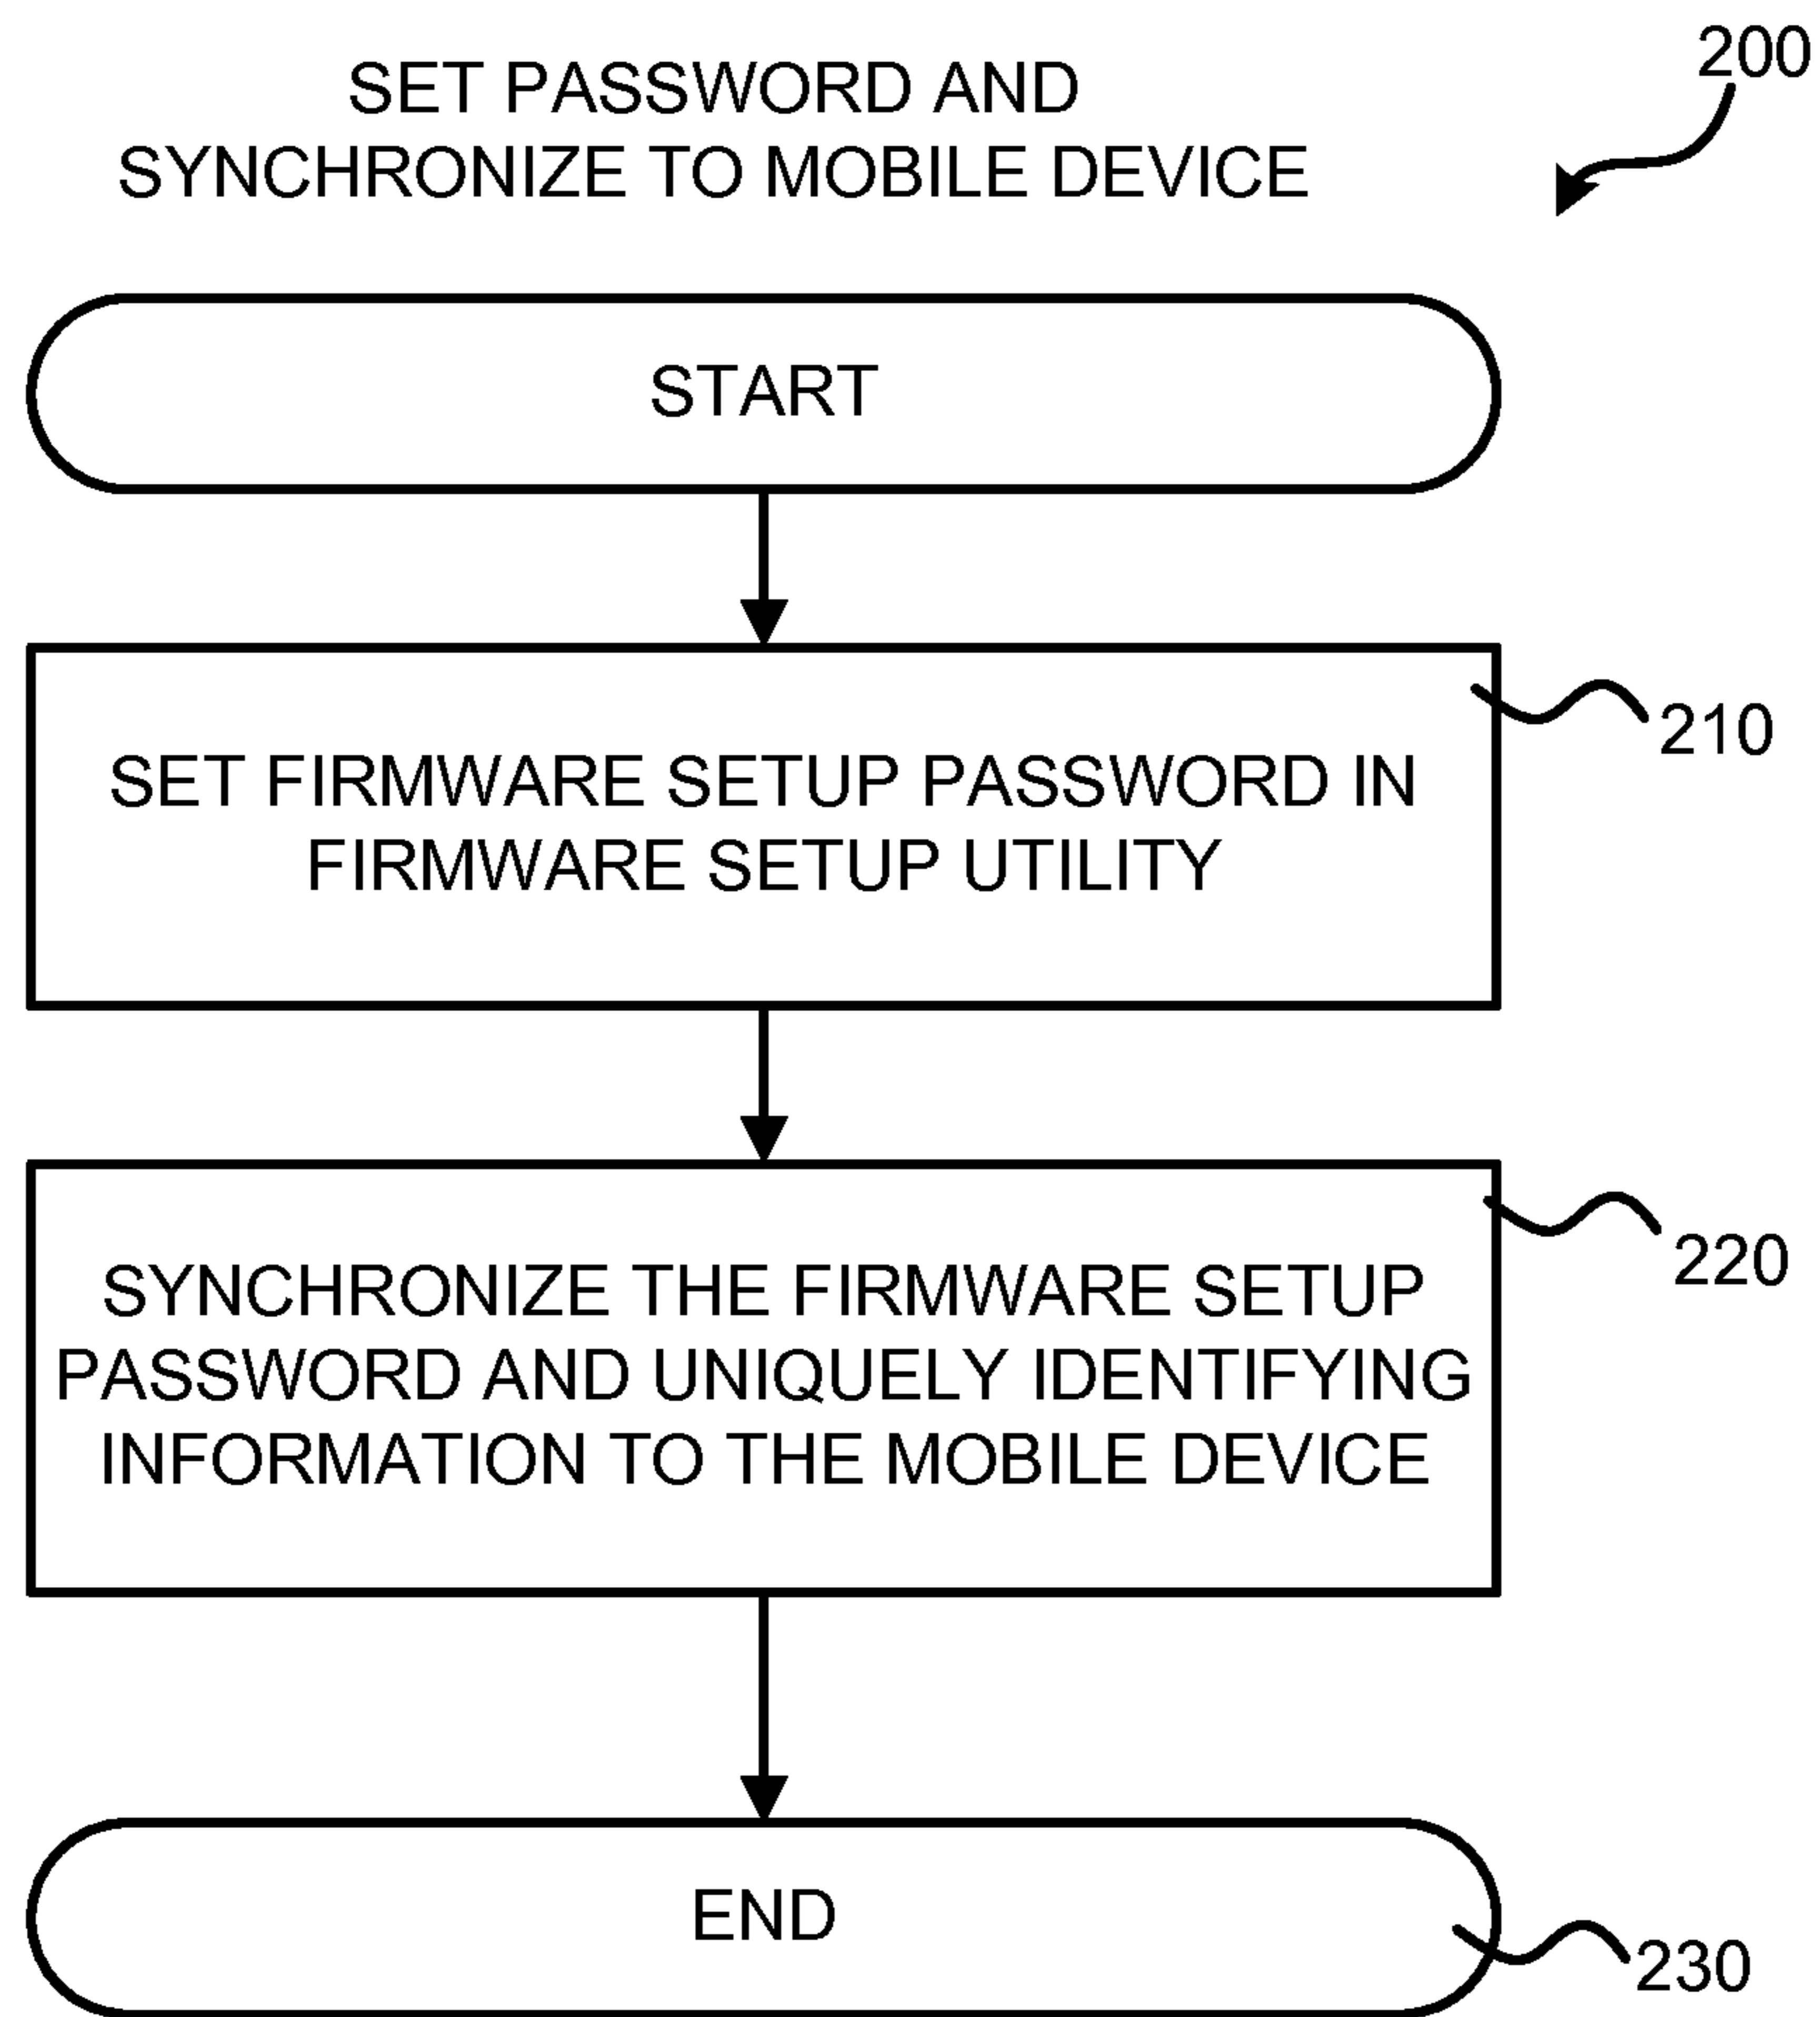 200
SET PASSWORD AND
SYNCHRONIZE TO MOBILE DEVICE
START
210
SET FIRMWARE SETUP PASSWORD IN
FIRMWARE SETUP UTILITY
220
SYNCHRONIZE THE FIRMWARE SETUP
PASSWORD AND UNIQUELY IDENTIFYING
INFORMATION TO THE MOBILE DEVICE
END
230